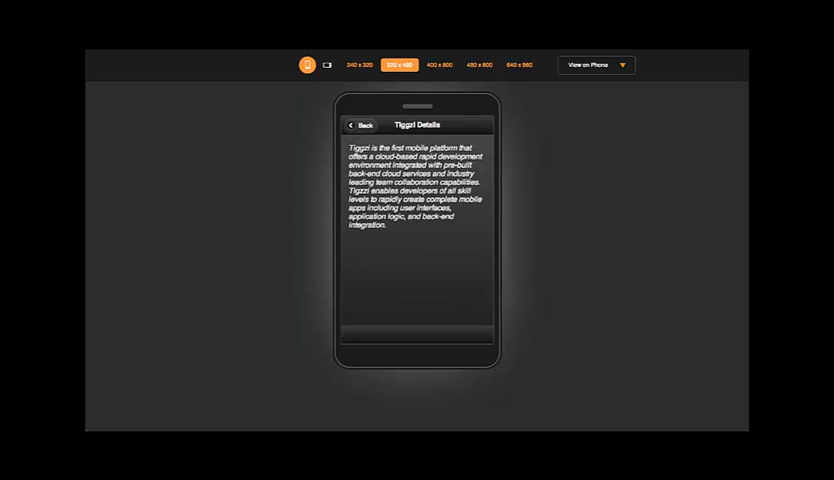 240 x 320 320 x 480 400 x 800 480 x 800 640 x 960 View on Phone
Back Tiggzi Details
Tiggzi is the first mobile platform that
offers a cloud-based rapid development
environment integrated with pre-built
back-end cloud services and industry
leading team collaboration capabilities.
Tigzzi enables developers of all skill
levels to rapidly create complete mobile
apps including user interfaces,
application logic, and back-end
integration.